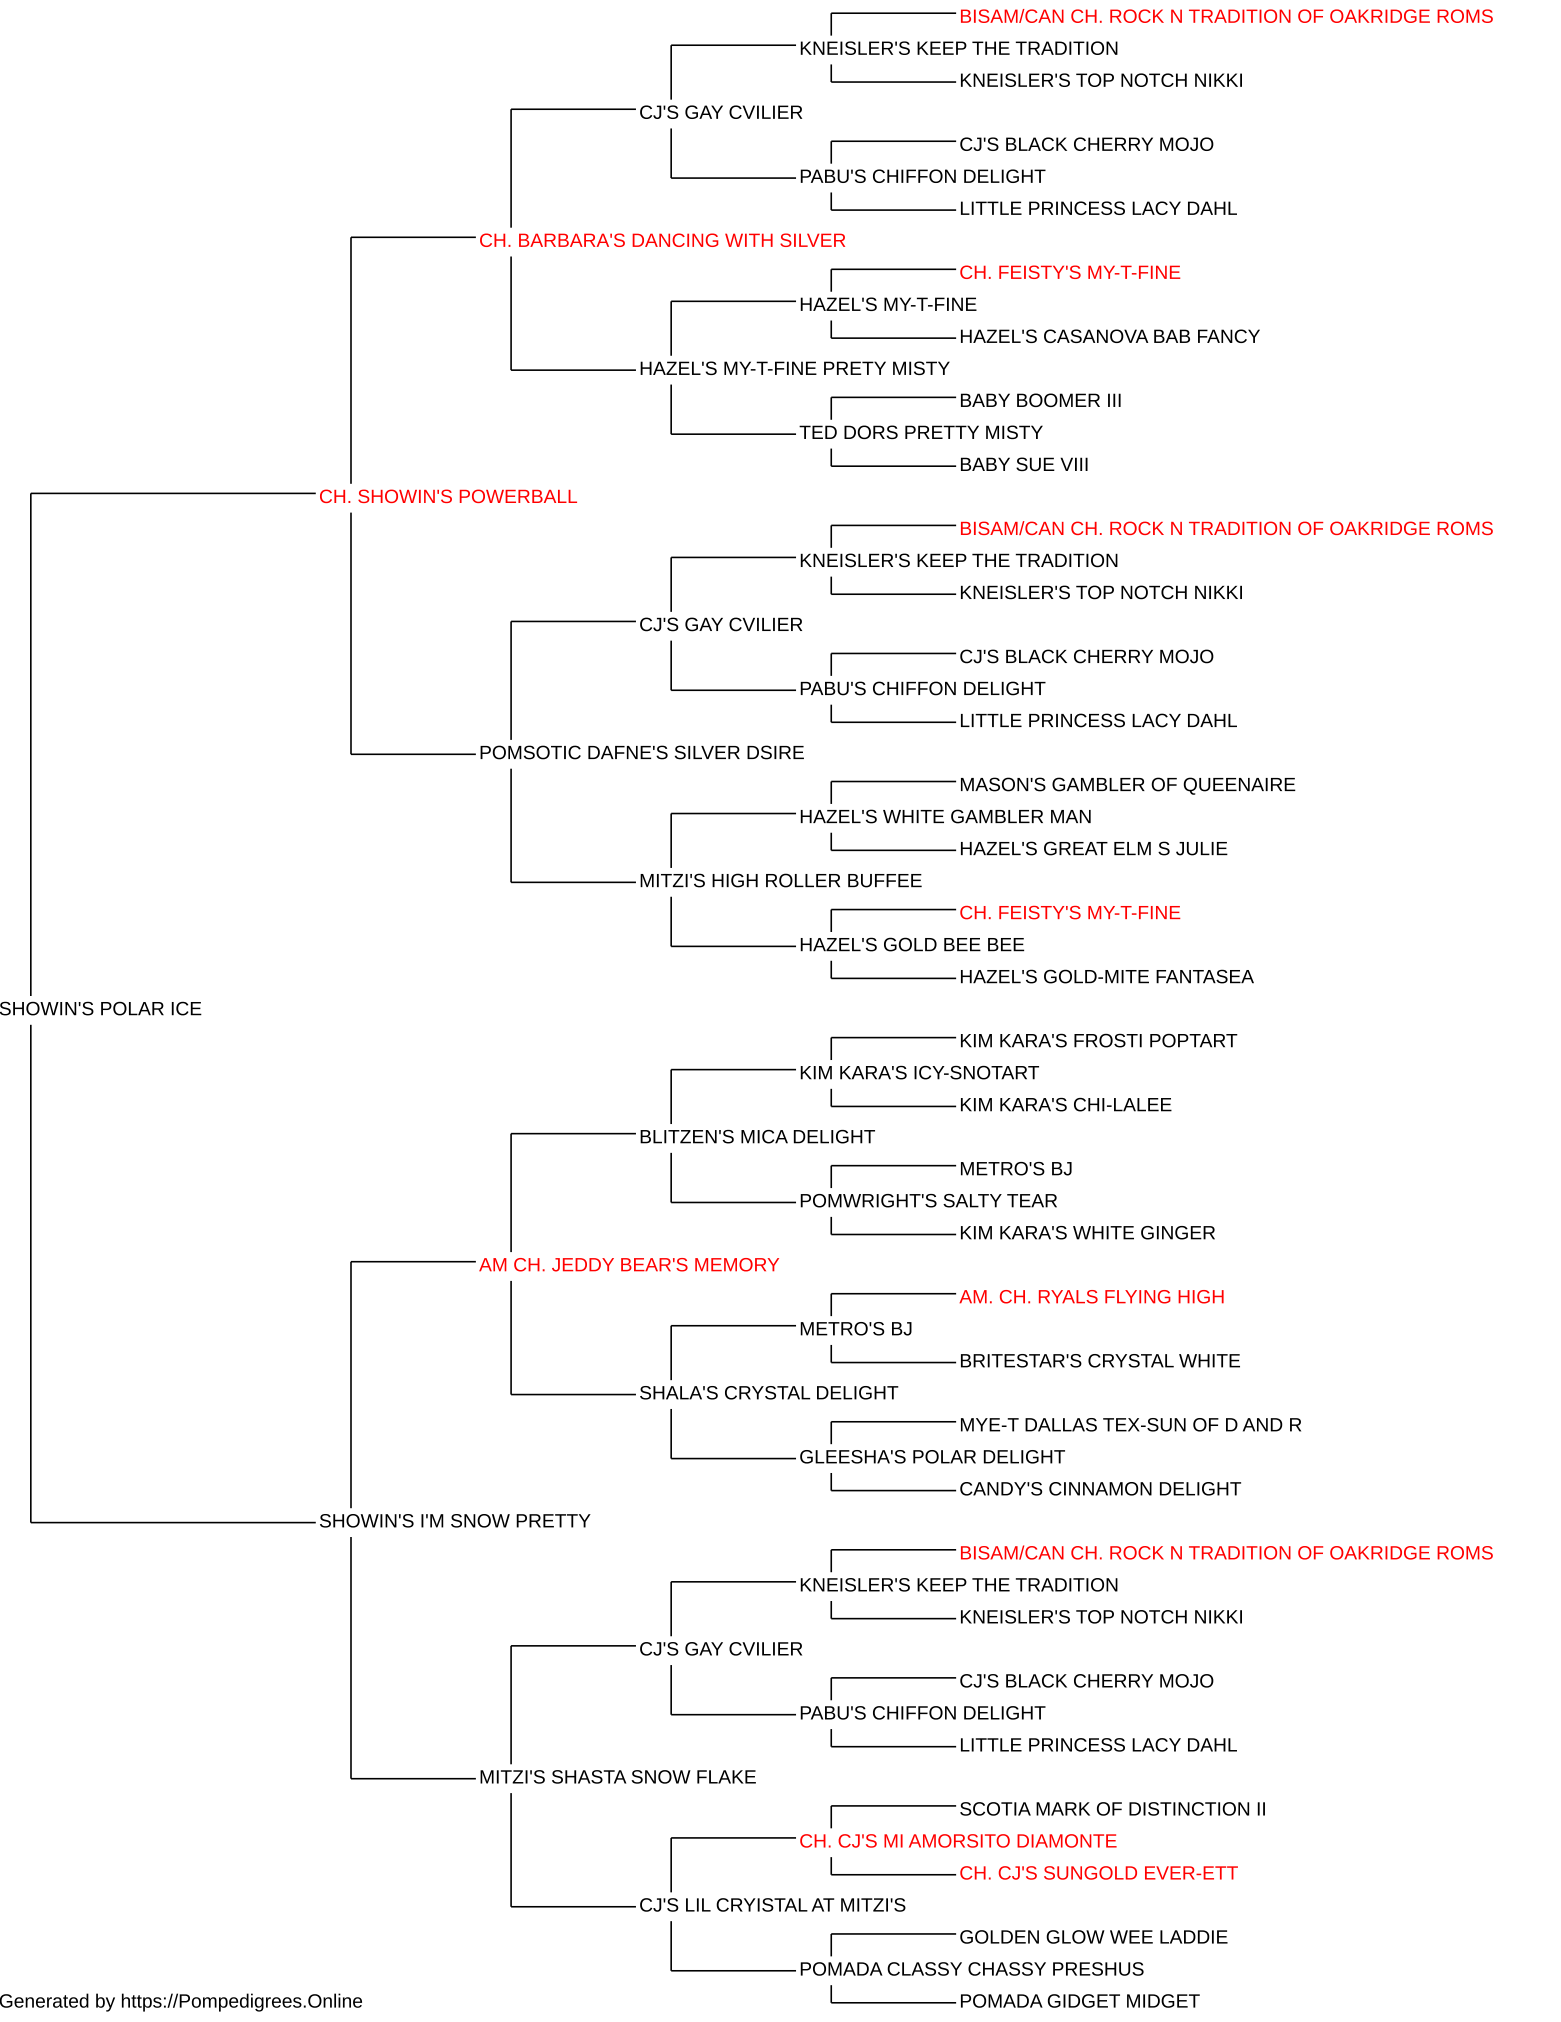 BISAM/CAN CH. ROCK N TRADITION OF OAKRIDGE ROMS
KNEISLER'S KEEP THE TRADITION
KNEISLER'S TOP NOTCH NIKKI
CJ'S GAY CVILIER
CJ'S BLACK CHERRY MOJO
PABU'S CHIFFON DELIGHT
LITTLE PRINCESS LACY DAHL
CH. BARBARA'S DANCING WITH SILVER
CH. FEISTY'S MY-T-FINE
HAZEL'S MY-T-FINE
HAZEL'S CASANOVA BAB FANCY
HAZEL'S MY-T-FINE PRETY MISTY
BABY BOOMER III
TED DORS PRETTY MISTY
BABY SUE VIII
CH. SHOWIN'S POWERBALL
BISAM/CAN CH. ROCK N TRADITION OF OAKRIDGE ROMS
KNEISLER'S KEEP THE TRADITION
KNEISLER'S TOP NOTCH NIKKI
CJ'S GAY CVILIER
CJ'S BLACK CHERRY MOJO
PABU'S CHIFFON DELIGHT
LITTLE PRINCESS LACY DAHL
POMSOTIC DAFNE'S SILVER DSIRE
MASON'S GAMBLER OF QUEENAIRE
HAZEL'S WHITE GAMBLER MAN
HAZEL'S GREAT ELM S JULIE
MITZI'S HIGH ROLLER BUFFEE
CH. FEISTY'S MY-T-FINE
HAZEL'S GOLD BEE BEE
HAZEL'S GOLD-MITE FANTASEA
SHOWIN'S POLAR ICE
KIM KARA'S FROSTI POPTART
KIM KARA'S ICY-SNOTART
KIM KARA'S CHI-LALEE
BLITZEN'S MICA DELIGHT
METRO'S BJ
POMWRIGHT'S SALTY TEAR
KIM KARA'S WHITE GINGER
AM CH. JEDDY BEAR'S MEMORY
AM. CH. RYALS FLYING HIGH
METRO'S BJ
BRITESTAR'S CRYSTAL WHITE
SHALA'S CRYSTAL DELIGHT
MYE-T DALLAS TEX-SUN OF D AND R
GLEESHA'S POLAR DELIGHT
CANDY'S CINNAMON DELIGHT
SHOWIN'S I'M SNOW PRETTY
BISAM/CAN CH. ROCK N TRADITION OF OAKRIDGE ROMS
KNEISLER'S KEEP THE TRADITION
KNEISLER'S TOP NOTCH NIKKI
CJ'S GAY CVILIER
CJ'S BLACK CHERRY MOJO
PABU'S CHIFFON DELIGHT
LITTLE PRINCESS LACY DAHL
MITZI'S SHASTA SNOW FLAKE
SCOTIA MARK OF DISTINCTION II
CH. CJ'S MI AMORSITO DIAMONTE
CH. CJ'S SUNGOLD EVER-ETT
CJ'S LIL CRYISTAL AT MITZI'S
GOLDEN GLOW WEE LADDIE
POMADA CLASSY CHASSY PRESHUS
POMADA GIDGET MIDGET
Generated by https://Pompedigrees.Online